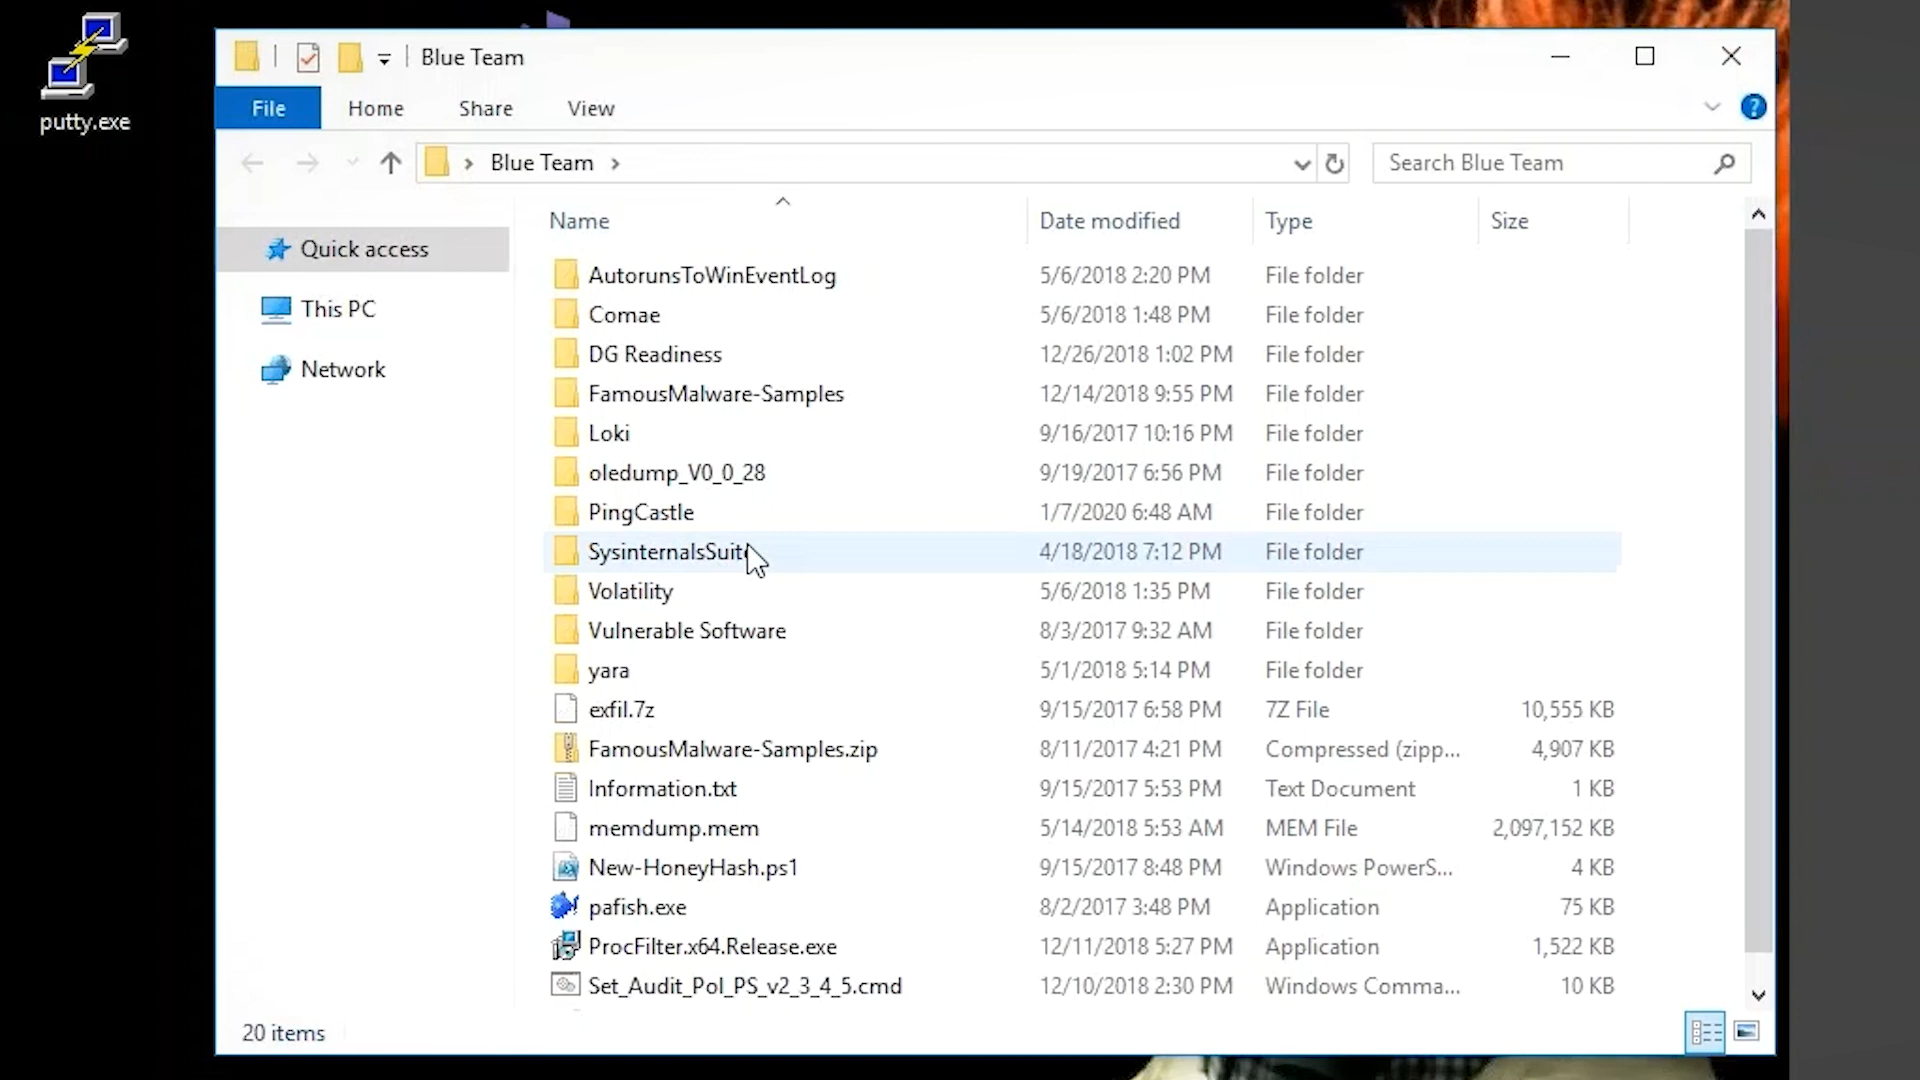 putty.exe
Blue Team
File Home Share View
Blue Team
Search Blue Team
Quick access
This PC
Network
Name Date modified Type Size
AutorunsToWinEventLog 5/6/2018 2:20 PM File folder
Comae 5/6/2018 1:48 PM File folder
DG Readiness 12/26/2018 1:02 PM File folder
FamousMalware-Samples 12/14/2018 9:55 PM File folder
Loki 9/16/2017 10:16 PM File folder
oledump_V0_0_28 9/19/2017 6:56 PM File folder
PingCastle 1/7/2020 6:48 AM File folder
SysinternalsSuite 4/18/2018 7:12 PM File folder
Volatility 5/6/2018 1:35 PM File folder
Vulnerable Software 8/3/2017 9:32 AM File folder
yara 5/1/2018 5:14 PM File folder
exfil.7z 9/15/2017 6:58 PM 7Z File 10,555 KB
FamousMalware-Samples.zip 8/11/2017 4:21 PM Compressed (zipp... 4,907 KB
Information.txt 9/15/2017 5:53 PM Text Document 1 KB
memdump.mem 5/14/2018 5:53 AM MEM File 2,097,152 KB
New-HoneyHash.ps1 9/15/2017 8:48 PM Windows PowerS... 4 KB
pafish.exe 8/2/2017 3:48 PM Application 75 KB
ProcFilter.x64.Release.exe 12/11/2018 5:27 PM Application 1,522 KB
Set_Audit_Pol_PS_v2_3_4_5.cmd 12/10/2018 2:30 PM Windows Comma... 10 KB
20 items